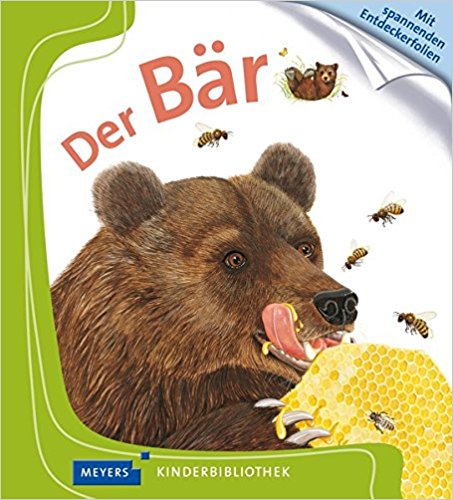 Mit
spannenden
Entdeckerfolien
Der Bär
MEYERS KINDERBIBLIOTHEK